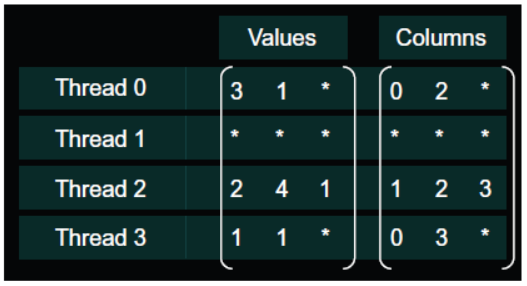 Values Columns
Thread 0 3 1 * 0 2 *
Thread 1 * * * * * *
Thread 2 2 4 1 1 2 3
Thread 3 1 1 * 0 3 *